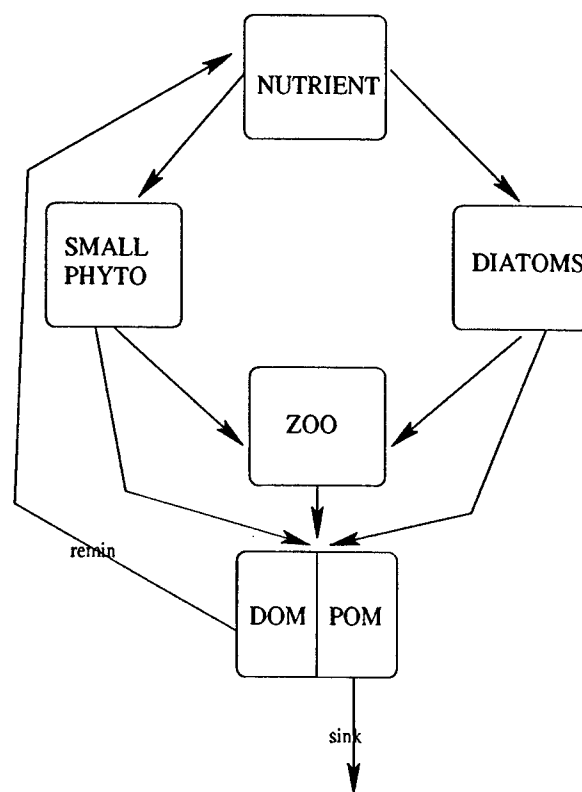 NUTRIENT
SMALL
PHYTO
DIATOMS
ZOO
remin
DOM
POM
sink